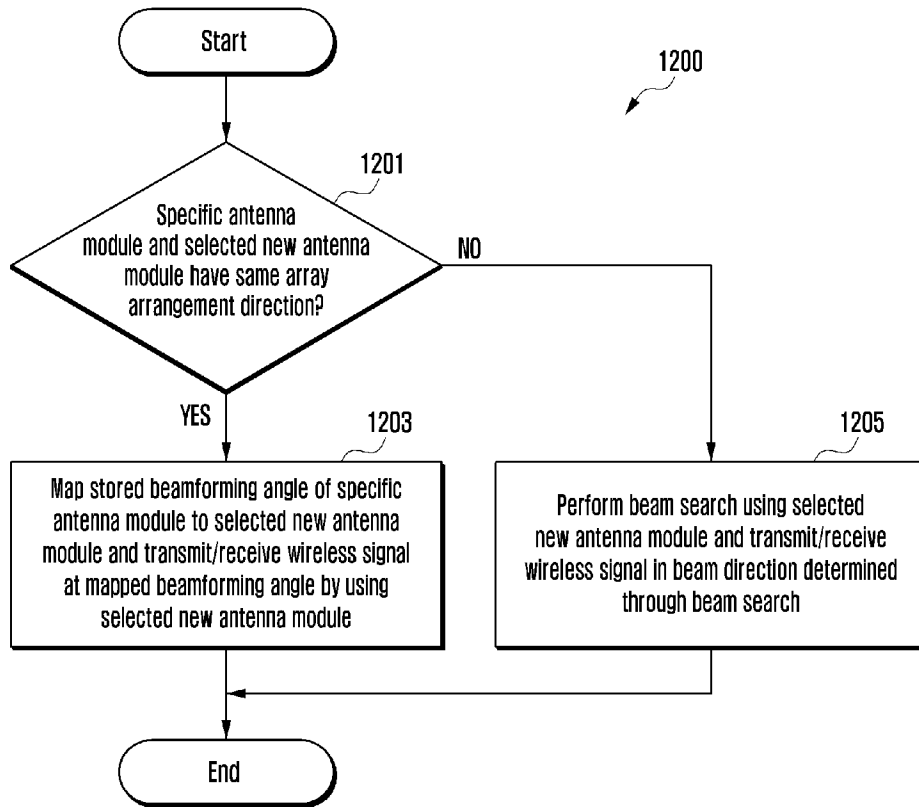 Start
1200
1201
Specific antenna
module and selected new antenna
module have same array
arrangement direction?
NO
YES
1203
Map stored beamforming angle of specific
antenna module to selected new antenna
module and transmit/receive wireless signal
at mapped beamforming angle by using
selected new antenna module
1205
Perform beam search using selected
new antenna module and transmit/receive
wireless signal in beam direction determined
through beam search
End